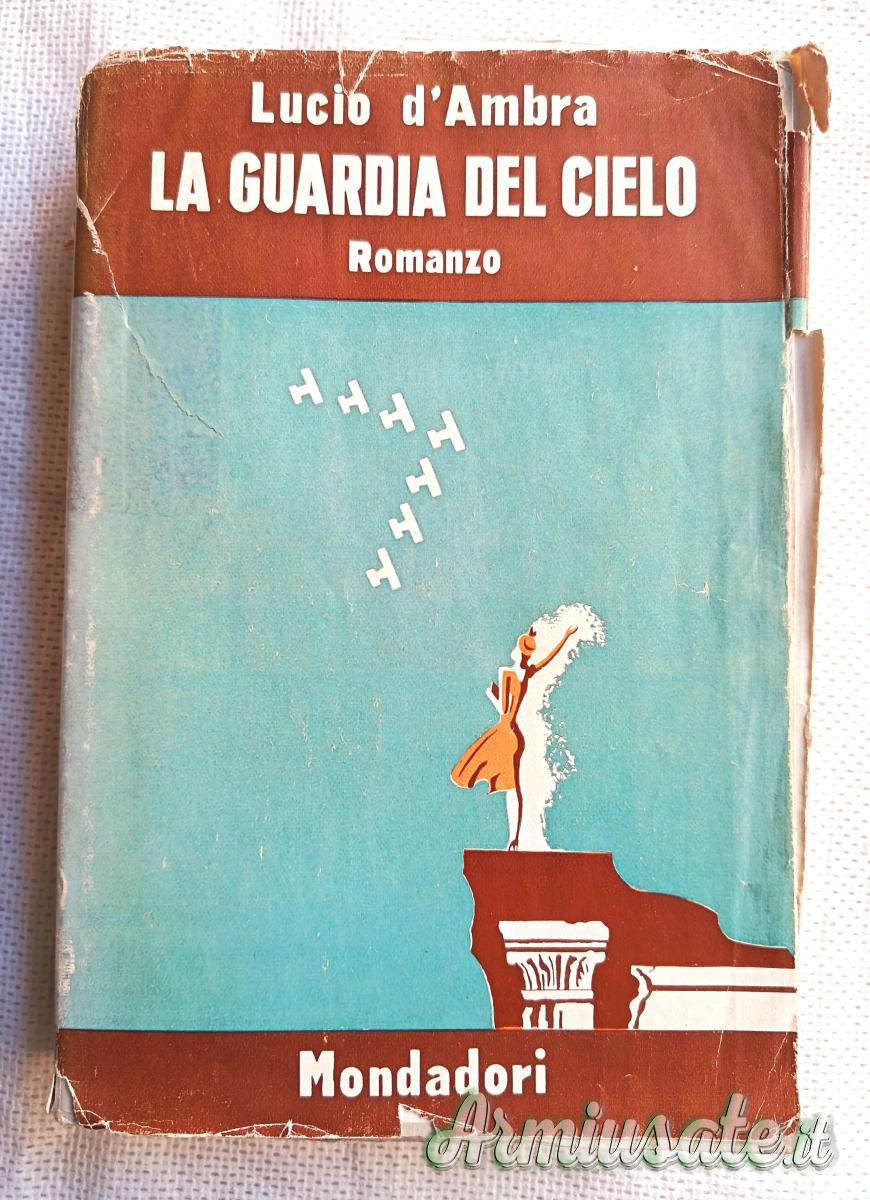 Lucio d'Ambra
LA GUARDIA DEL CIELO
Romanzo
Mondadori
Armiusate.it